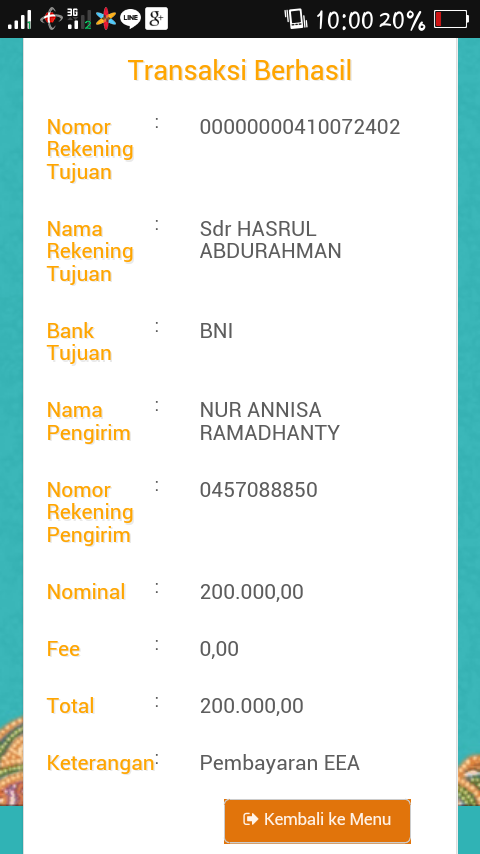 3G 2 LINE g+ 10:00 20%
Transaksi Berhasil
Nomor Rekening Tujuan : 00000000410072402
Nama Rekening Tujuan : Sdr HASRUL ABDURAHMAN
Bank Tujuan : BNI
Nama Pengirim : NUR ANNISA RAMADHANTY
Nomor Rekening Pengirim : 0457088850
Nominal : 200.000,00
Fee : 0,00
Total : 200.000,00
Keterangan : Pembayaran EEA
Kembali ke Menu